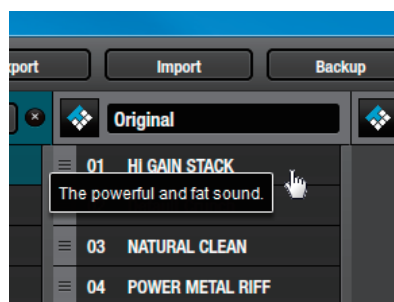 xport Import Backup
Original
01 HI GAIN STACK
The powerful and fat sound.
03 NATURAL CLEAN
04 POWER METAL RIFF